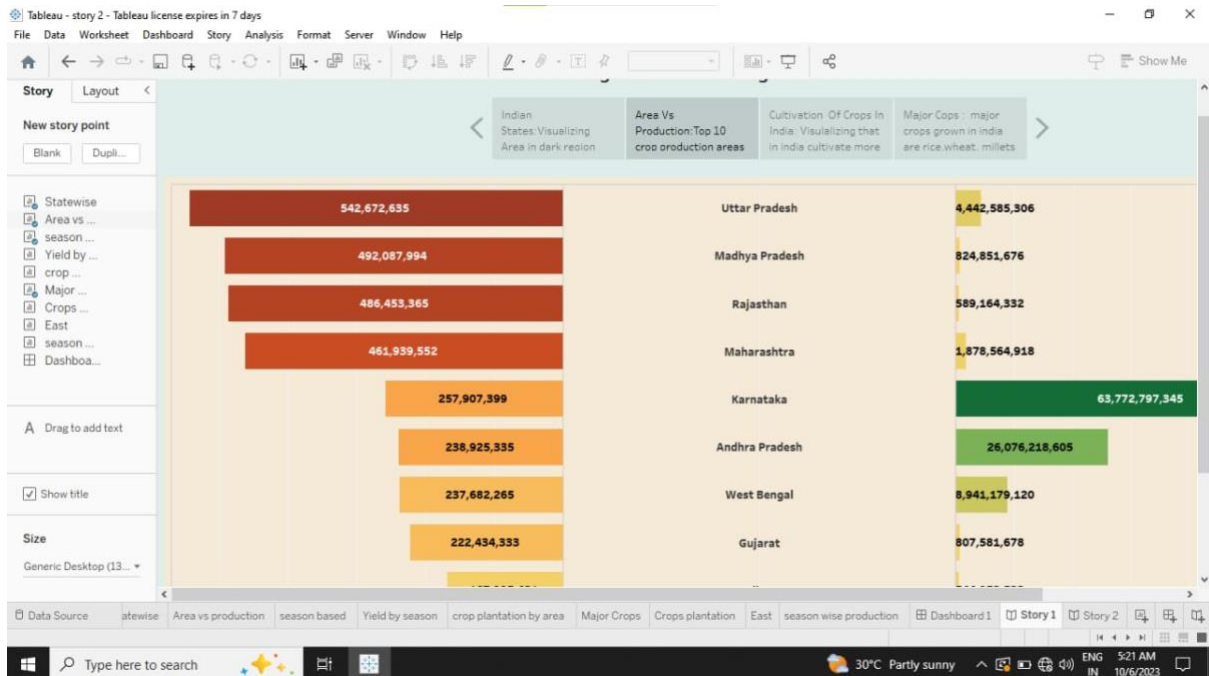 Tableau - story 2 - Tableau license expires in 7 days
File Data Worksheet Dashboard Story Analysis Format Server Window Help
Show Me
Story Layout
New story point
Blank Dupli...
Statewise
Area vs ...
season ...
Yield by ...
crop ...
Major ...
Crops ...
East
season ...
Dashboa...
A Drag to add text
Show title
Size
Generic Desktop (13...
Indian
States:Visualizing
Area in dark region
Area Vs
Production:Top 10
crop production areas
Cultivation Of Crops In
India: Visulalizing that
in india cultivate more
Major Cops : major
crops grown in india
are rice,wheat, millets
542,672,635 Uttar Pradesh 4,442,585,306
492,087,994 Madhya Pradesh 824,851,676
486,453,365 Rajasthan 589,164,332
461,939,552 Maharashtra 1,878,564,918
257,907,399 Karnataka 63,772,797,345
238,925,335 Andhra Pradesh 26,076,218,605
237,682,265 West Bengal 8,941,179,120
222,434,333 Gujarat 807,581,678
Data Source atewise Area vs production season based Yield by season crop plantation by area Major Crops Crops plantation East season wise production Dashboard 1 Story 1 Story 2
Type here to search 30°C Partly sunny ENG 5:21 AM
IN 10/6/2023